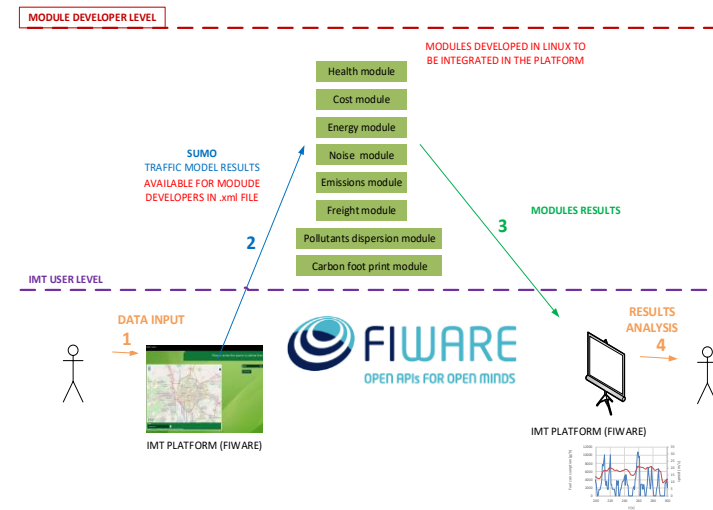 MODULE DEVELOPER LEVEL
MODULES DEVELOPED IN LINUX TO
BE INTEGRATED IN THE PLATFORM
Health module
Cost module
Energy module
Noise module
Emissions module
Freight module
Pollutants dispersion module
Carbon foot print module
SUMO
TRAFFIC MODEL RESULTS
AVAILABLE FOR MODUDE
DEVELOPERS IN .xml FILE
2
3
MODULES RESULTS
IMT USER LEVEL
DATA INPUT
1
FIWARE
OPEN APIs FOR OPEN MINDS
RESULTS
ANALYSIS
4
IMT PLATFORM (FIWARE)
IMT PLATFORM (FIWARE)